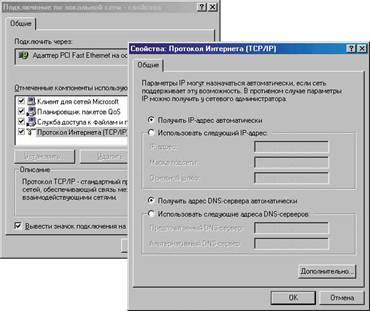 Подключение по локальной сети - свойства
Общие
Подключить через:
Адаптер PCI Fast Ethernet на ос
Отмеченные компоненты использую
Клиент для сетей Microsoft
Планировщик пакетов QoS
Служба доступа к файлам и п
Протокол Интернета (TCP/IP)
Установить...
Удалить
Описание
Протокол TCP/IP - стандартный пр
сетей, обеспечивающий связь ме
взаимодействующими сетями.
Вывести значок подключения на
Свойства: Протокол Интернета (TCP/IP)
Общие
Параметры IP могут назначаться автоматически, если сеть
поддерживает эту возможность. В противном случае параметры
IP можно получить у сетевого администратора.
Получить IP-адрес автоматически
Использовать следующий IP-адрес:
IP-адрес:
Маска подсети:
Основной шлюз:
Получить адрес DNS-сервера автоматически
Использовать следующие адреса DNS-серверов:
Предпочитаемый DNS-сервер:
Альтернативный DNS-сервер:
Дополнительно...
OK
Отмена